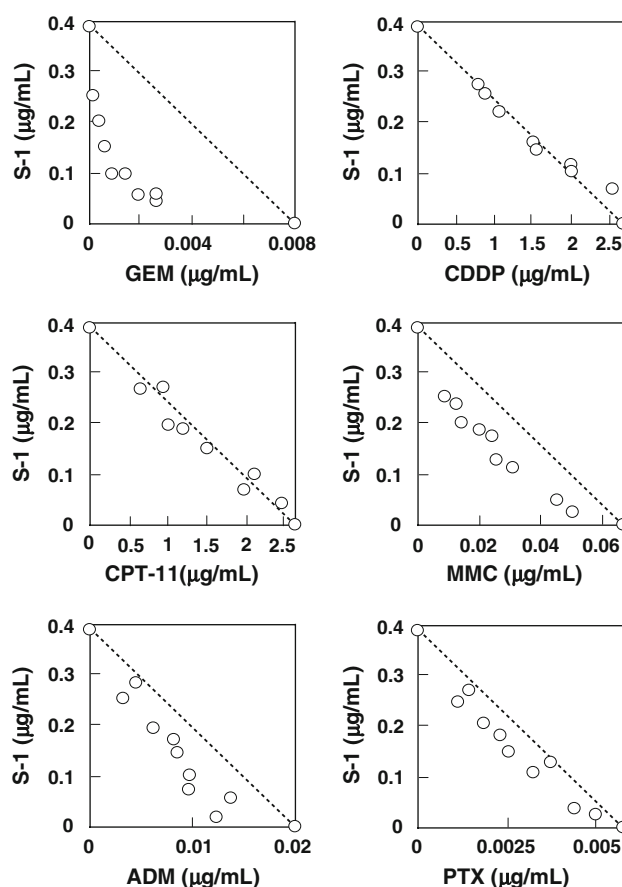 0.4
0.3
0.2
0.1
0
S-1 (µg/mL)
0 0.004 0.008
GEM (µg/mL)
0.4
0.3
0.2
0.1
0
S-1 (µg/mL)
0 0.5 1 1.5 2 2.5
CDDP (µg/mL)
0.4
0.3
0.2
0.1
0
S-1 (µg/mL)
0 0.5 1 1.5 2 2.5
CPT-11(µg/mL)
0.4
0.3
0.2
0.1
0
S-1 (µg/mL)
0 0.02 0.04 0.06
MMC (µg/mL)
0.4
0.3
0.2
0.1
0
S-1 (µg/mL)
0 0.01 0.02
ADM (µg/mL)
0.4
0.3
0.2
0.1
0
S-1 (µg/mL)
0 0.0025 0.005
PTX (µg/mL)